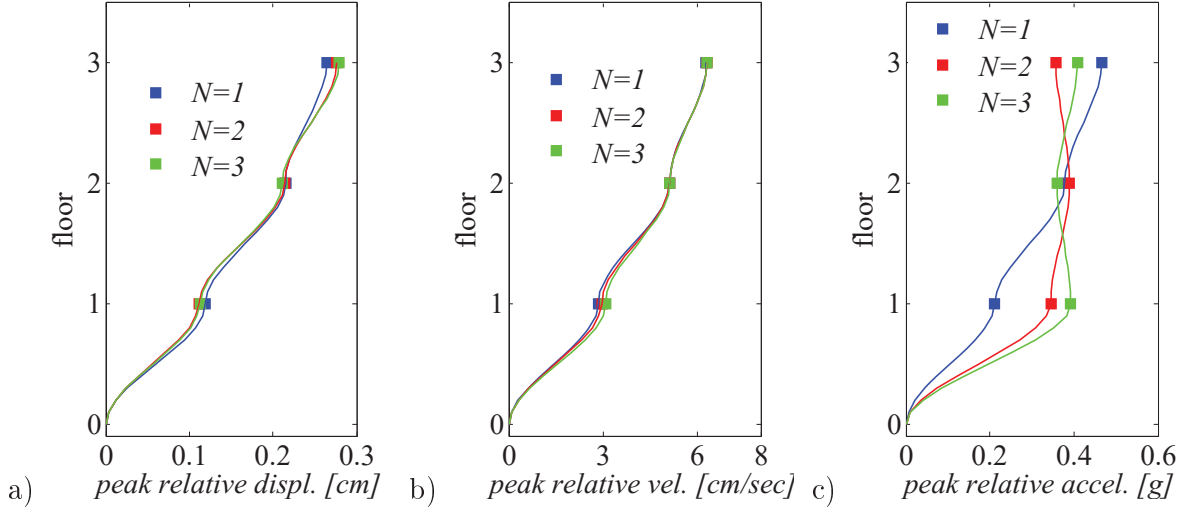 3
2
1
0
floor
N=1
N=2
N=3
0
0.1
0.2
0.3
a)
peak relative displ. [cm]
3
2
1
0
floor
N=1
N=2
N=3
0
3
6
8
b)
peak relative vel. [cm/sec]
3
2
1
0
floor
N=1
N=2
N=3
0
0.2
0.4
0.6
c)
peak relative accel. [g]